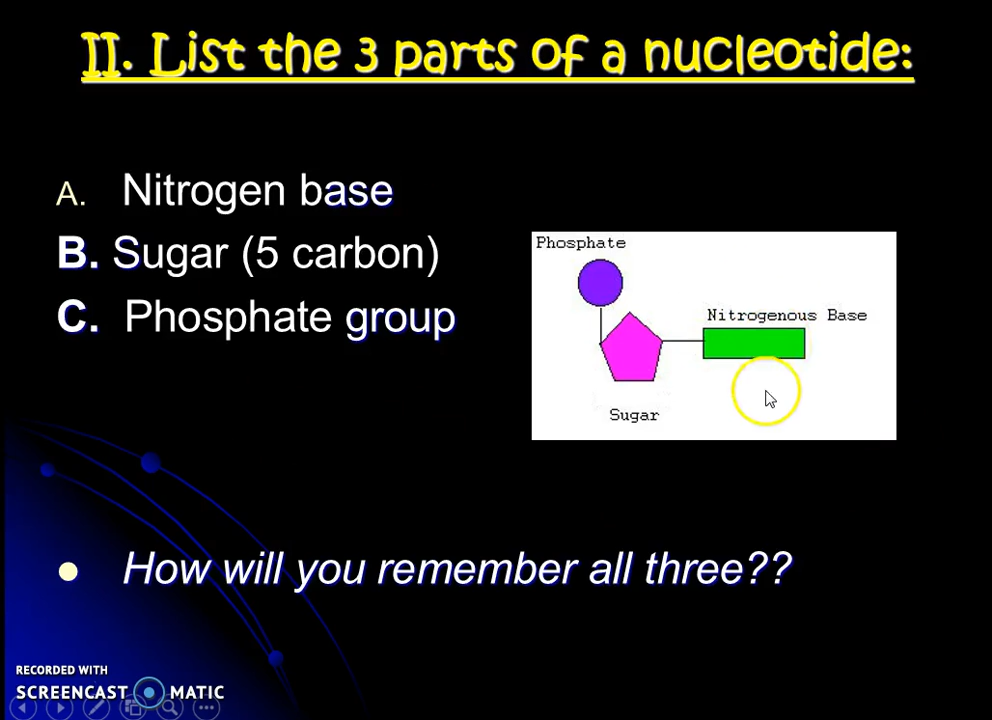 II. List the 3 parts of a nucleotide:
A. Nitrogen base
B. Sugar (5 carbon)
C. Phosphate group
Phosphate
Nitrogenous Base
Sugar
• How will you remember all three??
RECORDED WITH
SCREENCAST MATIC